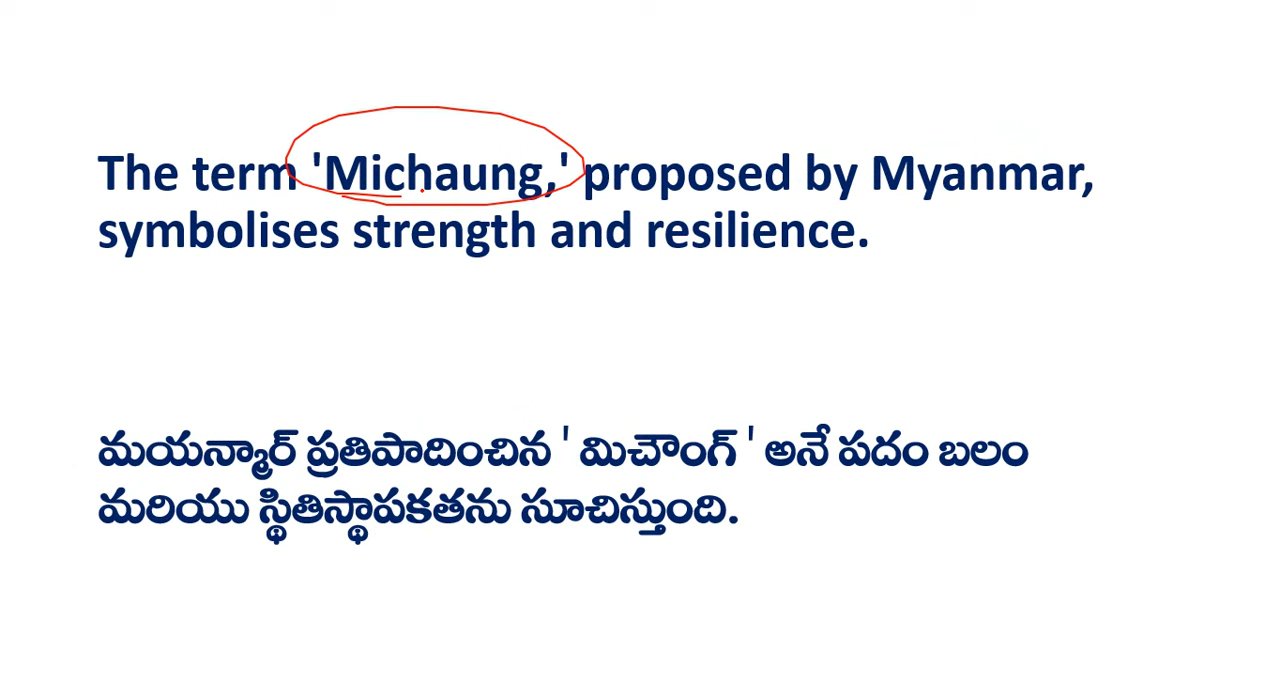 The term 'Michaung,' proposed by Myanmar,
symbolises strength and resilience.
మయన్మార్ ప్రతిపాదించిన ' మిచౌంగ్ ' అనే పదం బలం
మరియు స్థితిస్థాపకతను సూచిస్తుంది.